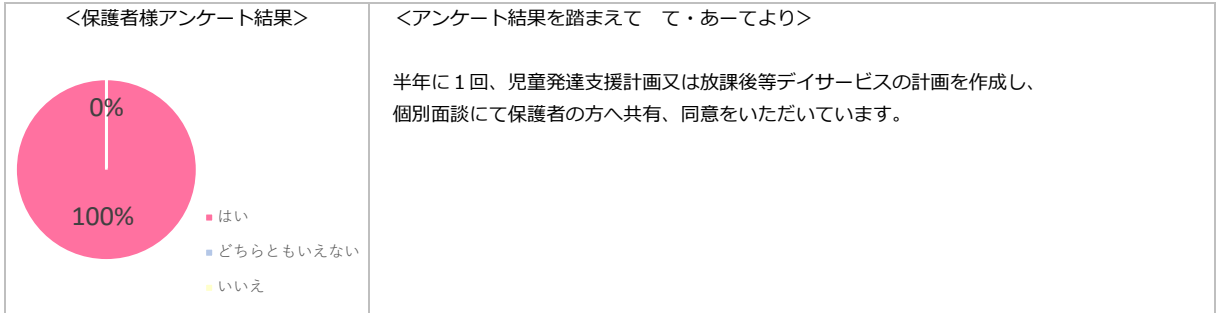 ＜保護者様アンケート結果＞
0%
100%
はい
どちらともいえない
いいえ
＜アンケート結果を踏まえて　て・あーてより＞
半年に１回、児童発達支援計画又は放課後等デイサービスの計画を作成し、
個別面談にて保護者の方へ共有、同意をいただいています。